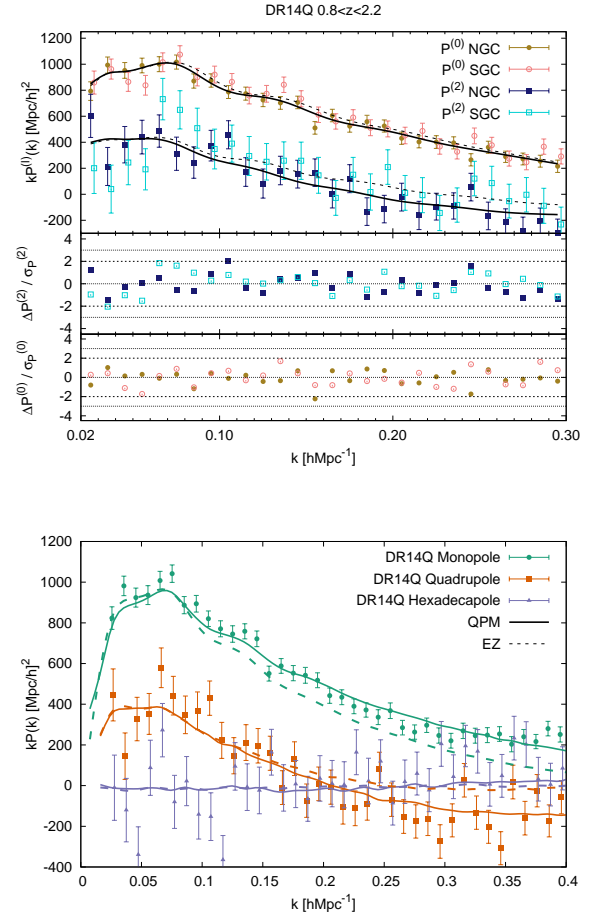 DR14Q 0.8<z<2.2
kP^(l)(k) [Mpc/h]^2
1200
1000
800
600
400
200
0
-200
P^(0) NGC
P^(0) SGC
P^(2) NGC
P^(2) SGC
ΔP^(2) / σ_P^(2)
4
2
0
-2
-4
ΔP^(0) / σ_P^(0)
4
2
0
-2
-4
0.02 0.10 0.20 0.30
k [hMpc^-1]
kP(k) [Mpc/h]^2
1200
1000
800
600
400
200
0
-200
-400
DR14Q Monopole
DR14Q Quadrupole
DR14Q Hexadecapole
QPM
EZ
0 0.05 0.1 0.15 0.2 0.25 0.3 0.35 0.4
k hMpc^-1]